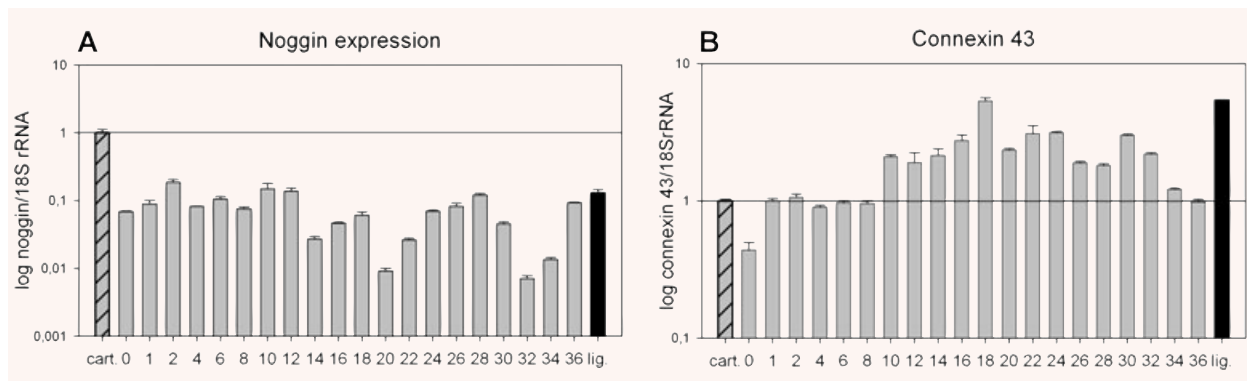 A
Noggin expression
log noggin/18S rRNA
10
1
0,1
0,01
0,001
cart. 0 1 2 4 6 8 10 12 14 16 18 20 22 24 26 28 30 32 34 36 lig.
B
Connexin 43
log connexin 43/18SrRNA
10
1
0,1
cart. 0 1 2 4 6 8 10 12 14 16 18 20 22 24 26 28 30 32 34 36 lig.